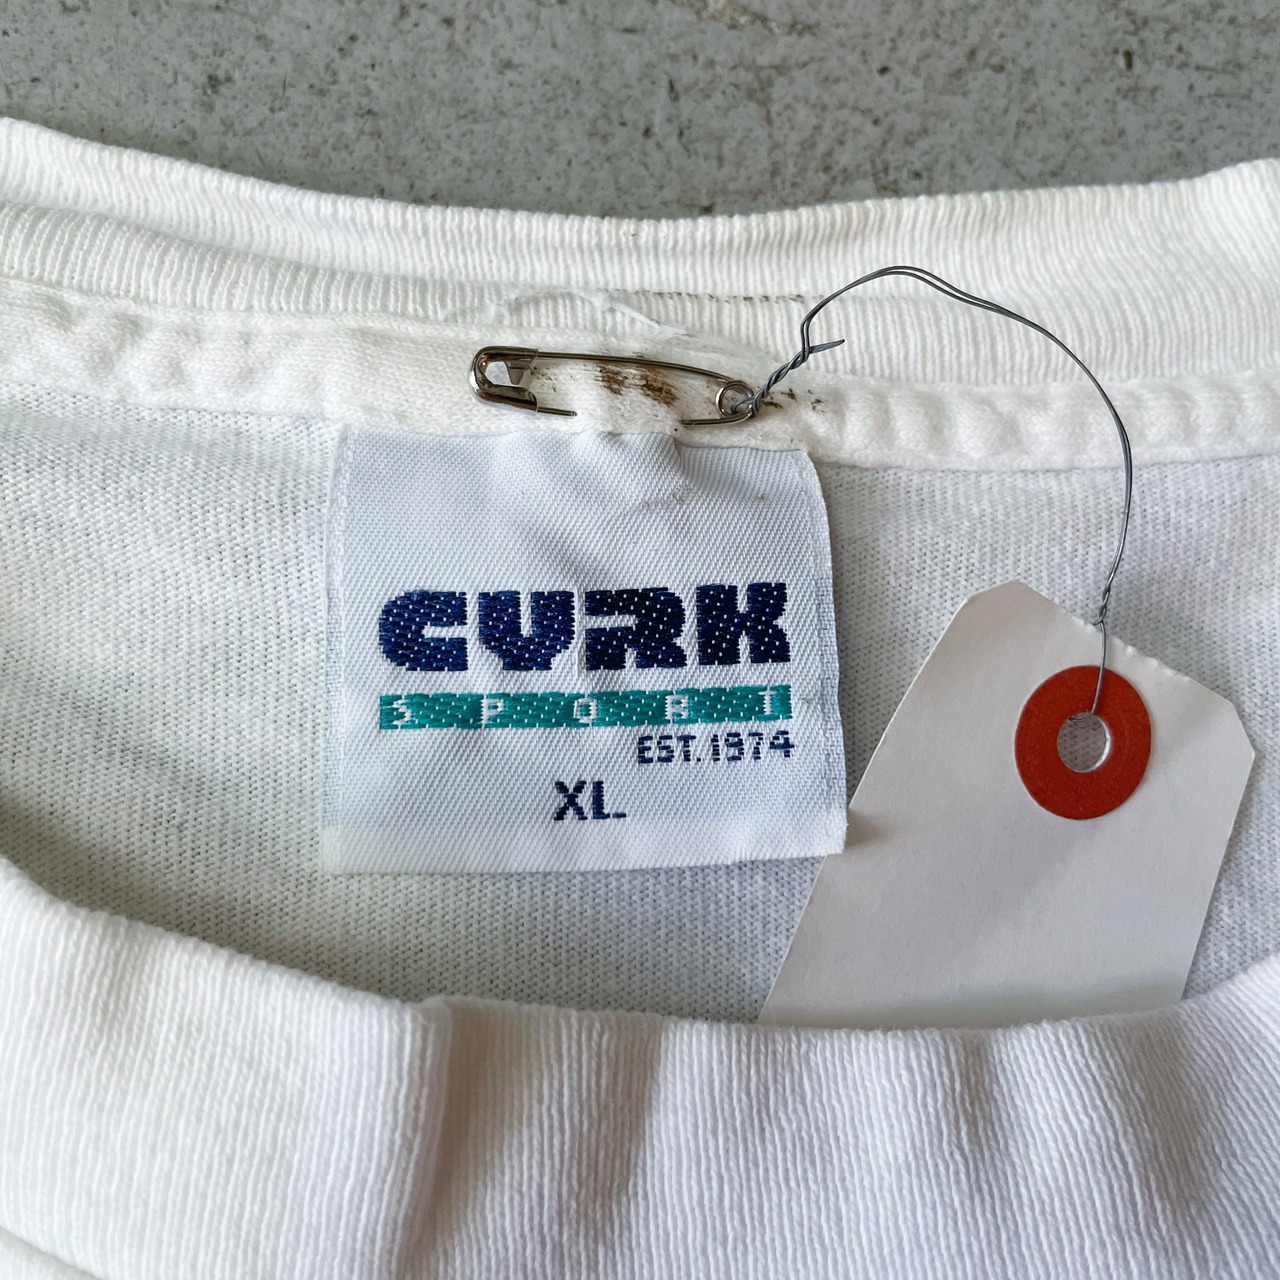 CVRK
SPORT
EST. 1974
XL